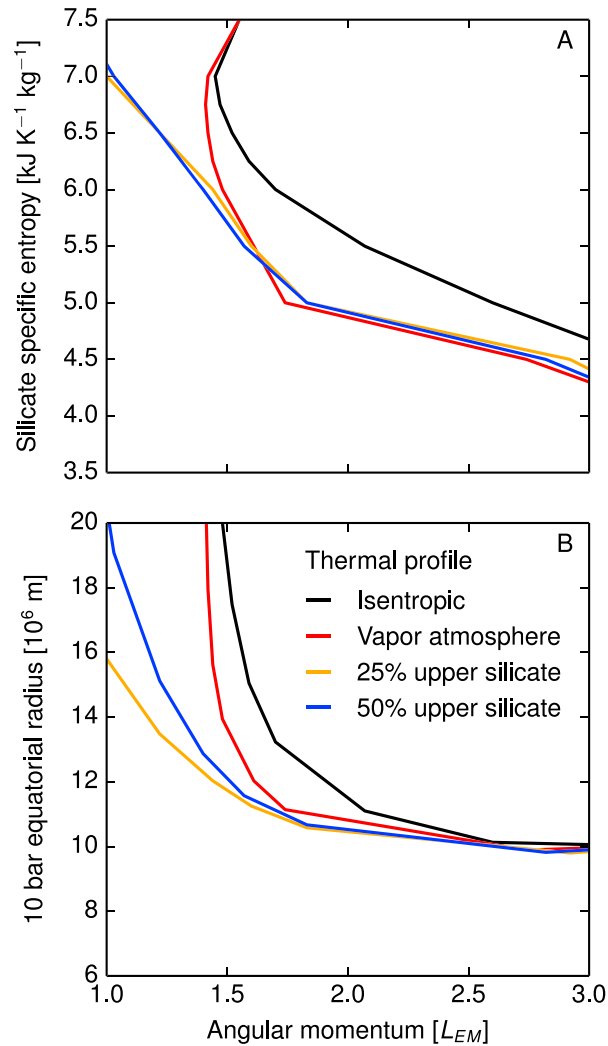 A
7.5
7.0
6.5
6.0
5.5
5.0
4.5
4.0
3.5
Silicate specific entropy [kJ K⁻¹ kg⁻¹]
B
20
18
16
14
12
10
8
6
10 bar equatorial radius [10⁶ m]
Thermal profile
Isentropic
Vapor atmosphere
25% upper silicate
50% upper silicate
1.0 1.5 2.0 2.5 3.0
Angular momentum [L_EM]